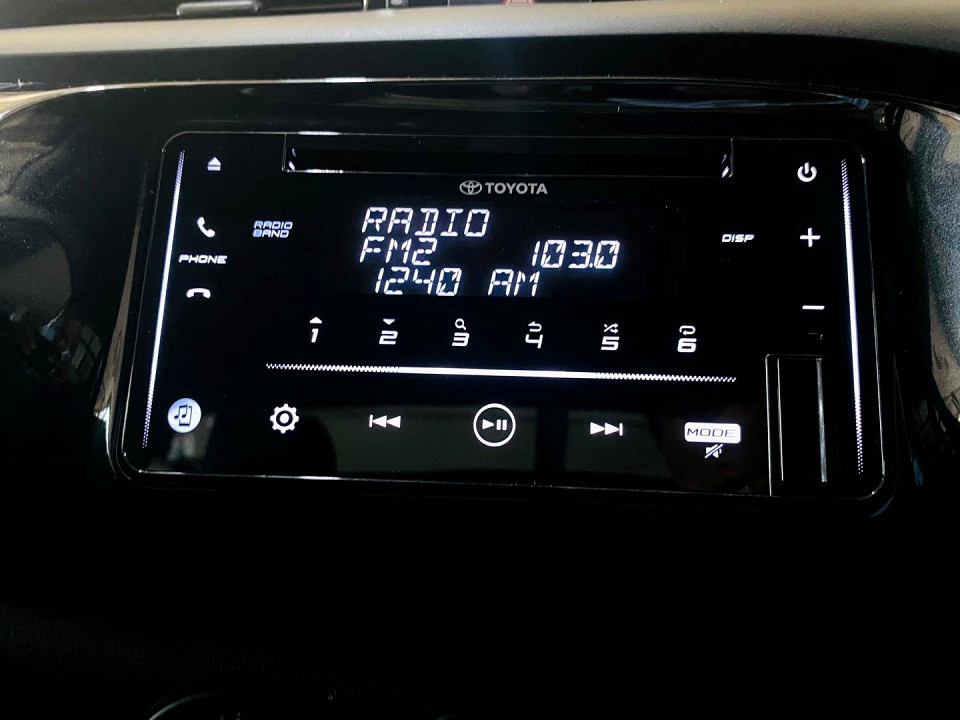 TOYOTA
RADIO
RADIO BAND
FM2 103.0
DISP
PHONE
1240 AM
1 2 3 4 5 6
MODE